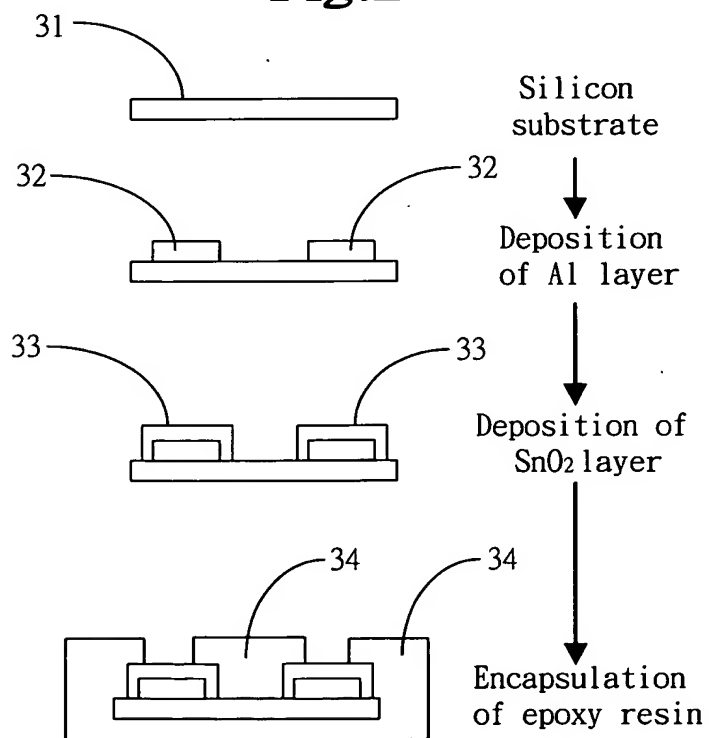 31
Silicon
substrate
32
32
Deposition
of Al layer
33
33
Deposition of
SnO₂ layer
34
34
Encapsulation
of epoxy resin